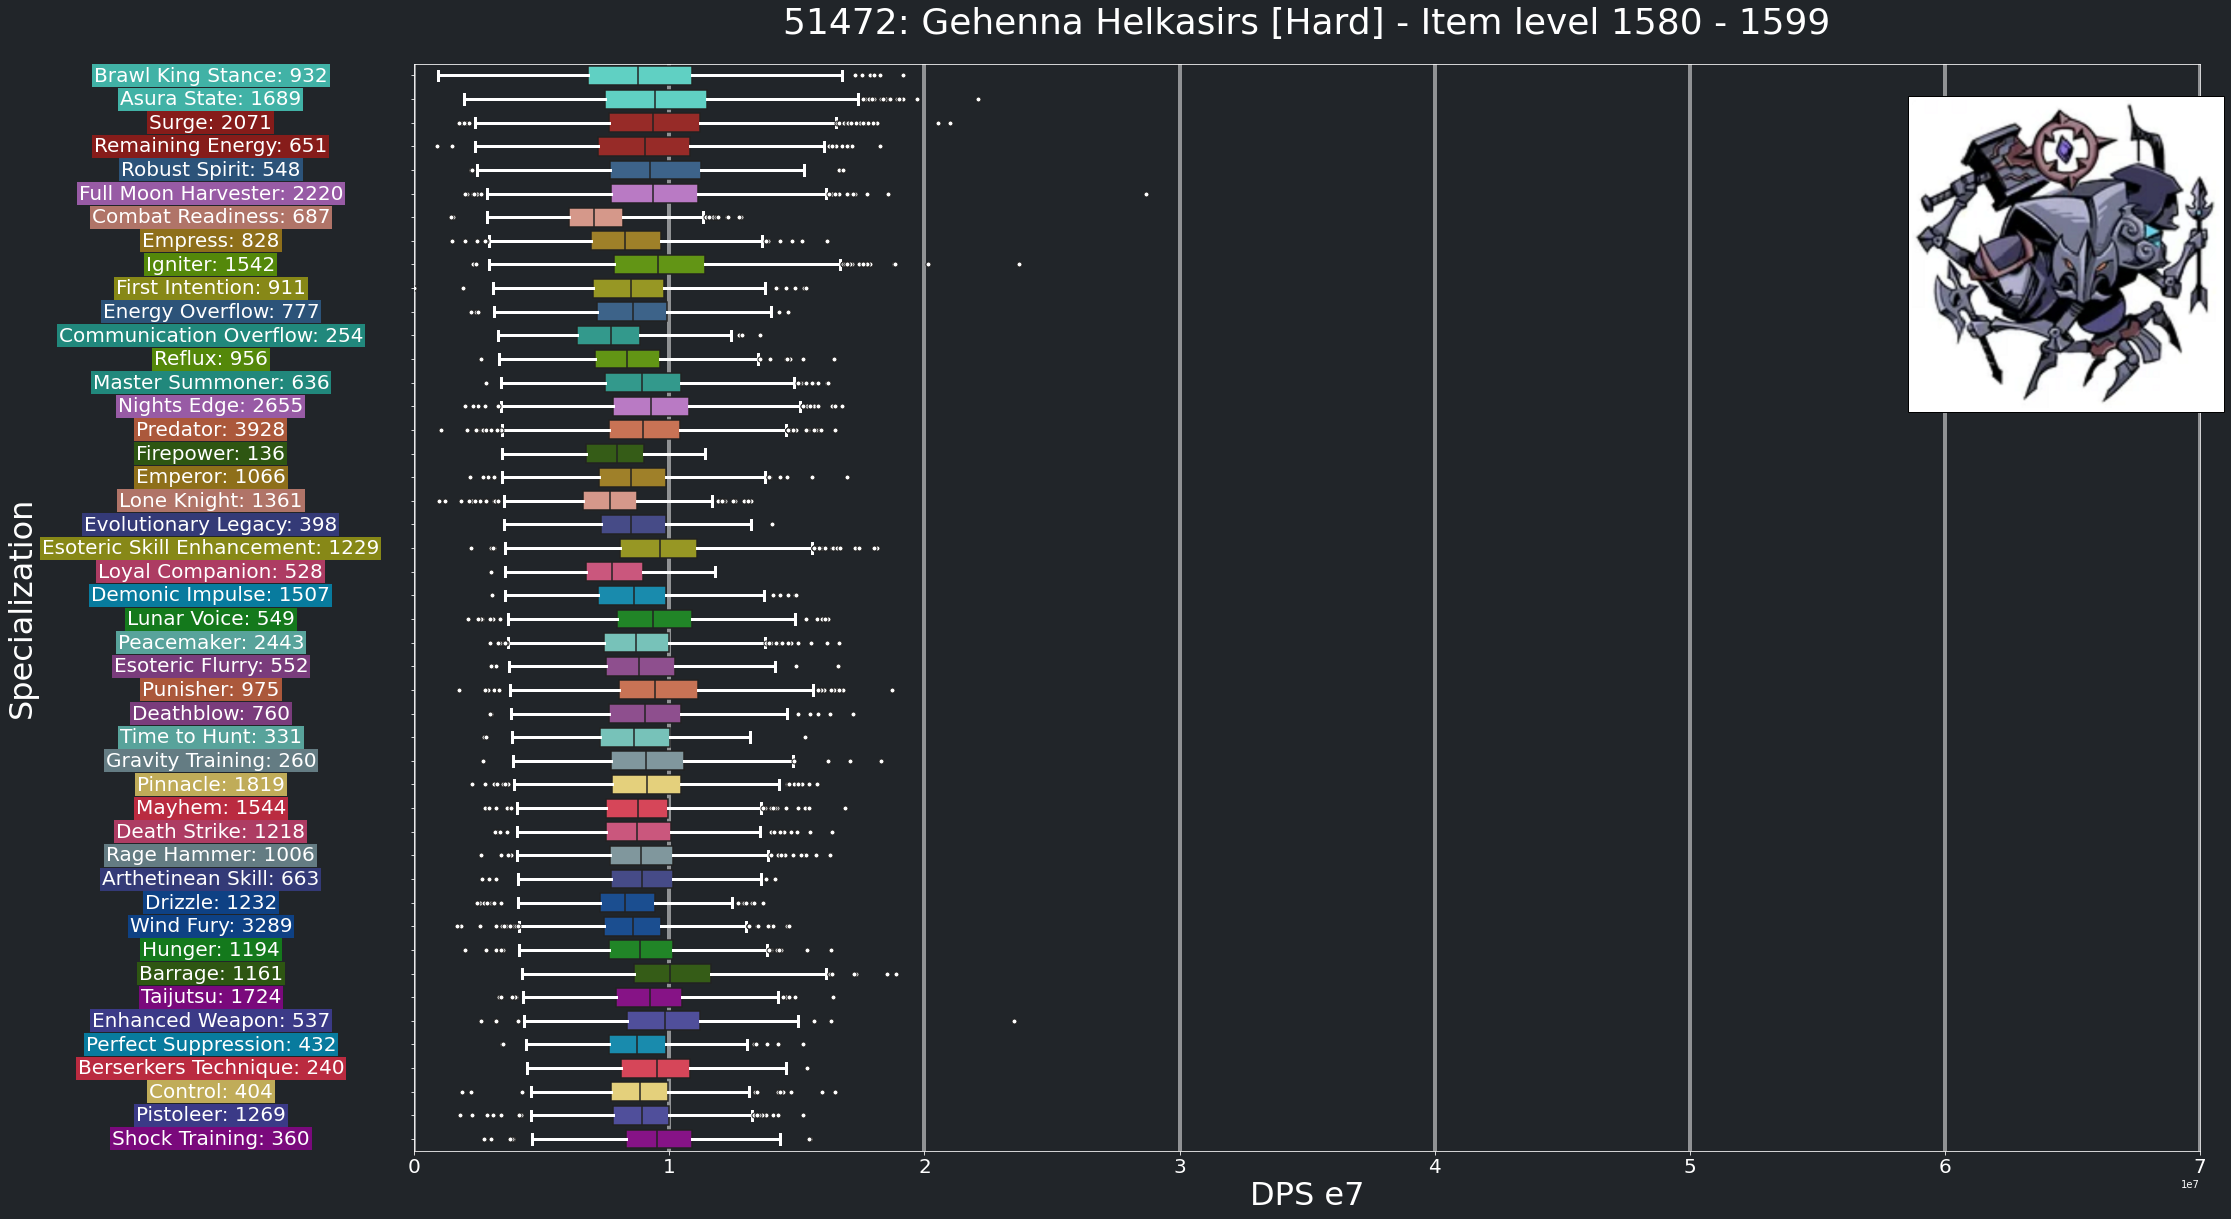 51472: Gehenna Helkasirs [Hard] - Item level 1580 - 1599
Specialization
Brawl King Stance: 932
Asura State: 1689
Surge: 2071
Remaining Energy: 651
Robust Spirit: 548
Full Moon Harvester: 2220
Combat Readiness: 687
Empress: 828
Igniter: 1542
First Intention: 911
Energy Overflow: 777
Communication Overflow: 254
Reflux: 956
Master Summoner: 636
Nights Edge: 2655
Predator: 3928
Firepower: 136
Emperor: 1066
Lone Knight: 1361
Evolutionary Legacy: 398
Esoteric Skill Enhancement: 1229
Loyal Companion: 528
Demonic Impulse: 1507
Lunar Voice: 549
Peacemaker: 2443
Esoteric Flurry: 552
Punisher: 975
Deathblow: 760
Time to Hunt: 331
Gravity Training: 260
Pinnacle: 1819
Mayhem: 1544
Death Strike: 1218
Rage Hammer: 1006
Arthetinean Skill: 663
Drizzle: 1232
Wind Fury: 3289
Hunger: 1194
Barrage: 1161
Taijutsu: 1724
Enhanced Weapon: 537
Perfect Suppression: 432
Berserkers Technique: 240
Control: 404
Pistoleer: 1269
Shock Training: 360
0 1 2 3 4 5 6 7
1e7
DPS e7